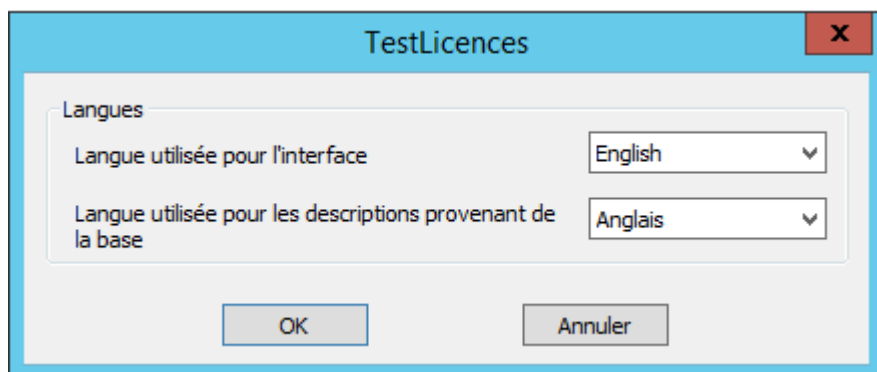 TestLicences
Langues
Langue utilisée pour l'interface
English
Langue utilisée pour les descriptions provenant de
la base
Anglais
OK
Annuler